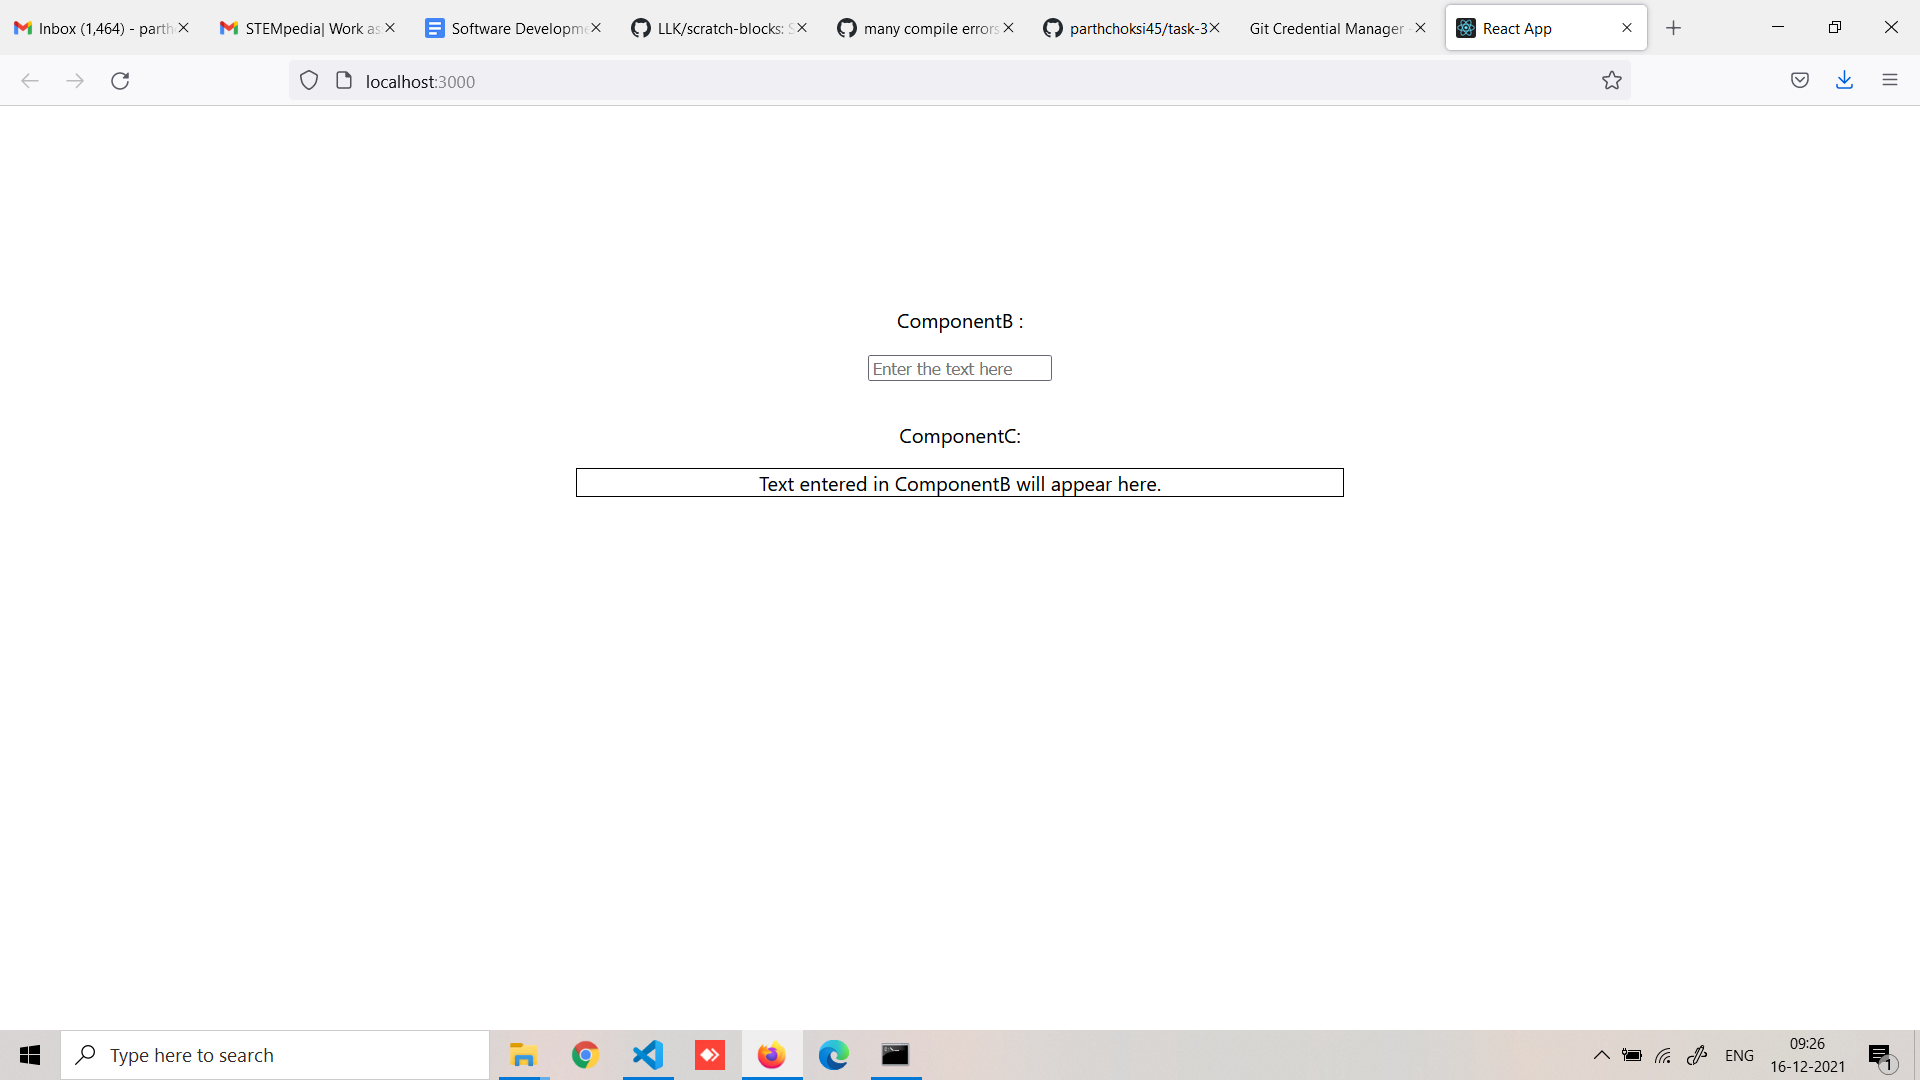 Inbox (1,464) - parth
STEMpedia| Work as
Software Developme
LLK/scratch-blocks: S
many compile errors
parthchoksi45/task-3
Git Credential Manager
React App
localhost:3000
ComponentB :
Enter the text here
ComponentC:
Text entered in ComponentB will appear here.
Type here to search
ENG
09:26
16-12-2021
1